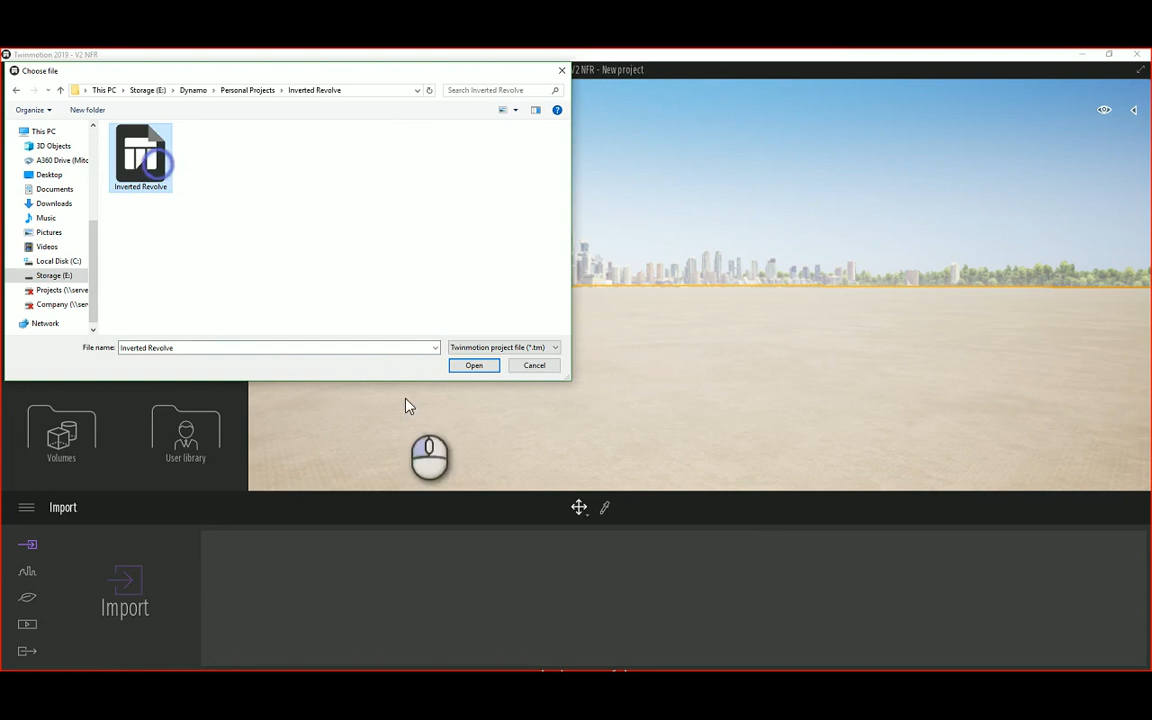 Twinmotion 2019 - V2 NFR
Choose file
V2 NFR - New project
This PC
Storage (E:)
Dynamo
Personal Projects
Inverted Revolve
Search Inverted Revolve
Organize
New folder
This PC
3D Objects
A360 Drive (Mitc
Desktop
Documents
Downloads
Music
Pictures
Videos
Local Disk (C:)
Storage (E:)
Projects (\\serve
Company (\\serv
Network
Inverted Revolve
File name:
Inverted Revolve
Twinmotion project file (*.tm)
Open
Cancel
Volumes
User library
Import
Import